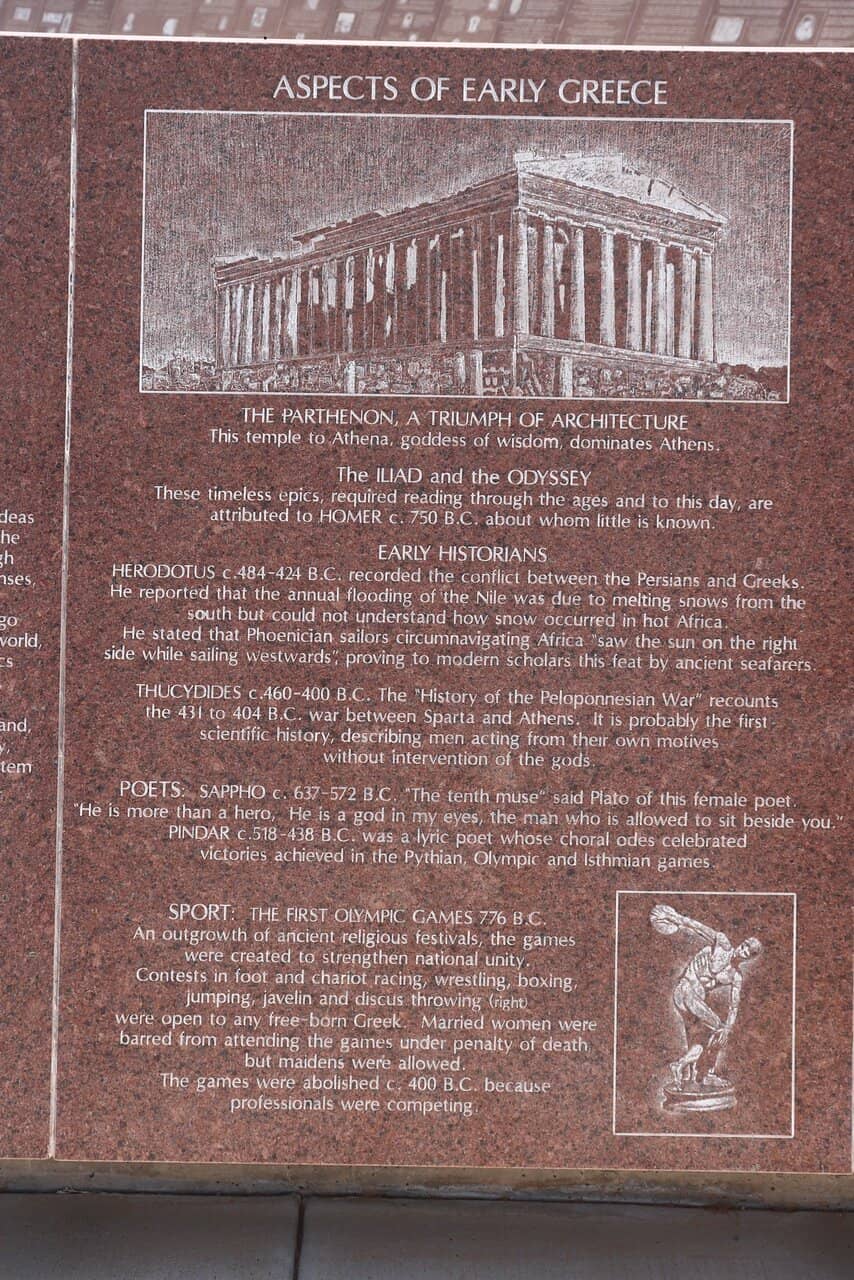 ASPECTS OF EARLY GREECE
THE PARTHENON, A TRIUMPH OF ARCHITECTURE
This temple to Athena, goddess of wisdom, dominates Athens.
The ILIAD and the ODYSSEY
These timeless epics, required reading through the ages and to this day, are
attributed to HOMER c. 750 B.C. about whom little is known.
EARLY HISTORIANS
HERODOTUS c.484-424 B.C. recorded the conflict between the Persians and Greeks.
He reported that the annual flooding of the Nile was due to melting snows from the
south but could not understand how snow occurred in hot Africa.
He stated that Phoenician sailors circumnavigating Africa "saw the sun on the right
side while sailing westwards", proving to modern scholars this feat by ancient seafarers.
THUCYDIDES c.460-400 B.C. The "History of the Peloponnesian War" recounts
the 431 to 404 B.C. war between Sparta and Athens. It is probably the first
scientific history, describing men acting from their own motives
without intervention of the gods.
POETS: SAPPHO c. 637-572 B.C. "The tenth muse" said Plato of this female poet.
"He is more than a hero, He is a god in my eyes, the man who is allowed to sit beside you."
PINDAR c.518-438 B.C. was a lyric poet whose choral odes celebrated
victories achieved in the Pythian, Olympic and Isthmian games.
SPORT: THE FIRST OLYMPIC GAMES 776 B.C.
An outgrowth of ancient religious festivals, the games
were created to strengthen national unity.
Contests in foot and chariot racing, wrestling, boxing,
jumping, javelin and discus throwing (right)
were open to any free-born Greek. Married women were
barred from attending the games under penalty of death
but maidens were allowed.
The games were abolished c. 400 B.C. because
professionals were competing.